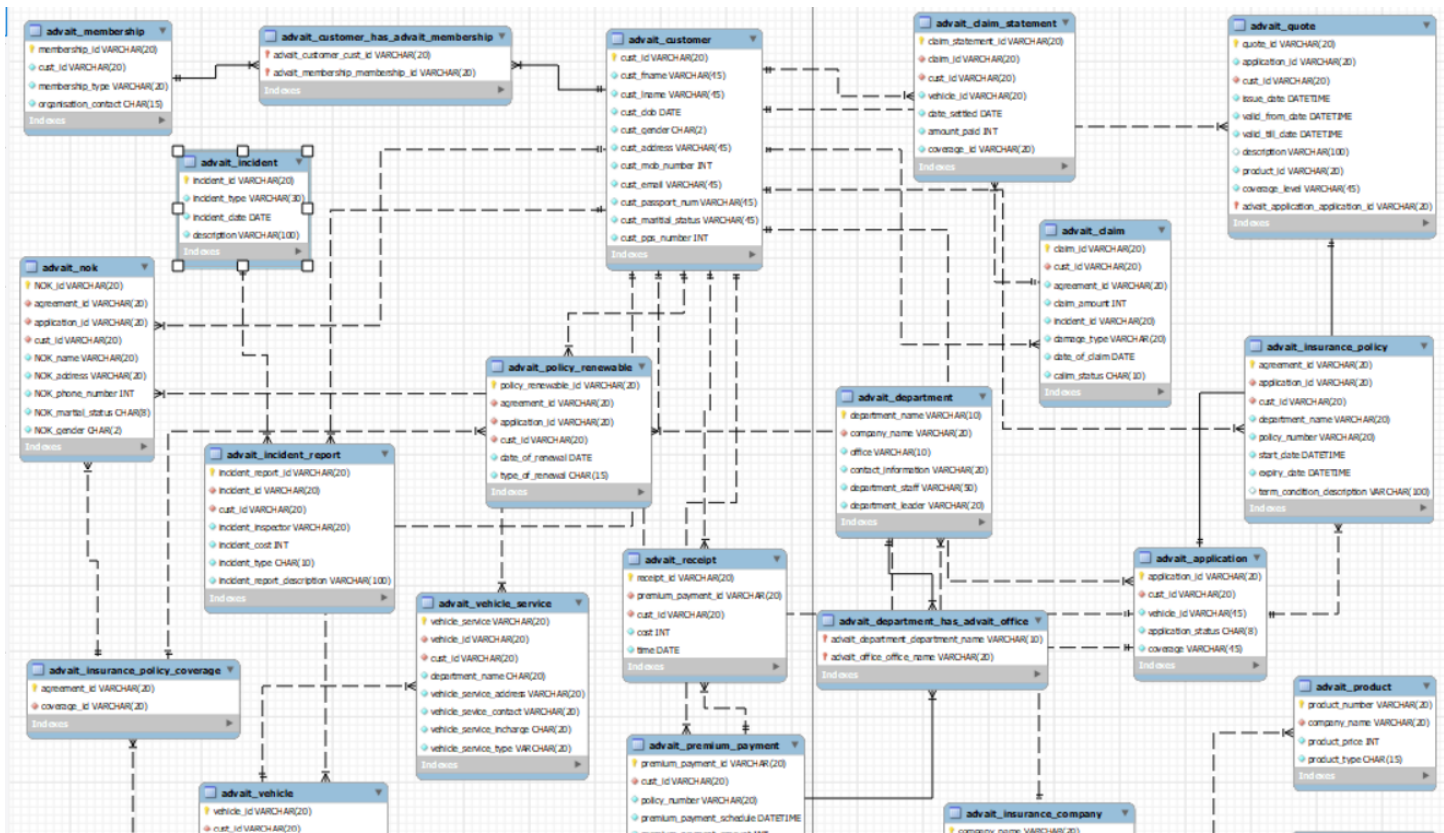 advait_membership
membership_id VARCHAR(20)
cust_id VARCHAR(20)
membership_type VARCHAR(20)
organisation_contact CHAR(15)
Indexes
advait_customer_has_advait_membership
advait_customer_cust_id VARCHAR(20)
advait_membership_membership_id VARCHAR(20)
Indexes
advait_customer
cust_id VARCHAR(20)
cust_fname VARCHAR(45)
cust_lname VARCHAR(45)
cust_dob DATE
cust_gender CHAR(2)
cust_address VARCHAR(45)
cust_mob_number INT
cust_email VARCHAR(45)
cust_passport_num VARCHAR(45)
cust_maritial_status VARCHAR(45)
cust_pps_number INT
Indexes
advait_claim_statement
claim_statement_id VARCHAR(20)
claim_id VARCHAR(20)
cust_id VARCHAR(20)
vehicle_id VARCHAR(20)
date_settled DATE
amount_paid INT
coverage_id VARCHAR(20)
Indexes
advait_quote
quote_id VARCHAR(20)
application_id VARCHAR(20)
cust_id VARCHAR(20)
issue_date DATETIME
valid_from_date DATETIME
valid_till_date DATETIME
description VARCHAR(100)
product_id VARCHAR(20)
coverage_level VARCHAR(45)
advait_application_application_id VARCHAR(20)
Indexes
advait_incident
incident_id VARCHAR(20)
incident_type VARCHAR(30)
incident_date DATE
description VARCHAR(100)
Indexes
advait_claim
claim_id VARCHAR(20)
cust_id VARCHAR(20)
agreement_id VARCHAR(20)
claim_amount INT
incident_id VARCHAR(20)
damage_type VARCHAR(20)
date_of_claim DATE
calim_status CHAR(10)
Indexes
advait_nok
NOK_id VARCHAR(20)
agreement_id VARCHAR(20)
application_id VARCHAR(20)
cust_id VARCHAR(20)
NOK_name VARCHAR(20)
NOK_address VARCHAR(20)
NOK_phone_number INT
NOK_martial_status CHAR(8)
NOK_gender CHAR(2)
Indexes
advait_policy_renewable
policy_renewable_id VARCHAR(20)
agreement_id VARCHAR(20)
application_id VARCHAR(20)
cust_id VARCHAR(20)
date_of_renewal DATE
type_of_renewal CHAR(15)
Indexes
advait_department
department_name VARCHAR(10)
company_name VARCHAR(20)
office VARCHAR(10)
contact_information VARCHAR(20)
department_staff VARCHAR(50)
department_leader VARCHAR(20)
Indexes
advait_insurance_policy
agreement_id VARCHAR(20)
application_id VARCHAR(20)
cust_id VARCHAR(20)
department_name VARCHAR(20)
policy_number VARCHAR(20)
start_date DATETIME
expiry_date DATETIME
term_condition_description VARCHAR(100)
Indexes
advait_incident_report
incident_report_id VARCHAR(20)
incident_id VARCHAR(20)
cust_id VARCHAR(20)
incident_inspector VARCHAR(20)
incident_cost INT
incident_type CHAR(10)
incident_report_description VARCHAR(100)
Indexes
advait_receipt
receipt_id VARCHAR(20)
premium_payment_id VARCHAR(20)
cust_id VARCHAR(20)
cost INT
time DATE
Indexes
advait_application
application_id VARCHAR(20)
cust_id VARCHAR(20)
vehicle_id VARCHAR(45)
application_status CHAR(8)
coverage VARCHAR(45)
Indexes
advait_vehicle_service
vehicle_service VARCHAR(20)
vehicle_id VARCHAR(20)
cust_id VARCHAR(20)
department_name CHAR(20)
vehicle_service_address VARCHAR(20)
vehicle_sevice_contact VARCHAR(20)
vehicle_service_incharge CHAR(20)
vehicle_service_type VARCHAR(20)
Indexes
advait_department_has_advait_office
advait_department_department_name VARCHAR(10)
advait_office_office_name VARCHAR(20)
Indexes
advait_insurance_policy_coverage
agreement_id VARCHAR(20)
coverage_id VARCHAR(20)
Indexes
advait_product
product_number VARCHAR(20)
company_name VARCHAR(20)
product_price INT
product_type CHAR(15)
Indexes
advait_premium_payment
premium_payment_id VARCHAR(20)
cust_id VARCHAR(20)
policy_number VARCHAR(20)
premium_payment_schedule DATETIME
advait_vehicle
vehicle_id VARCHAR(20)
cust_id VARCHAR(20)
advait_insurance_company
company_name VARCHAR(20)